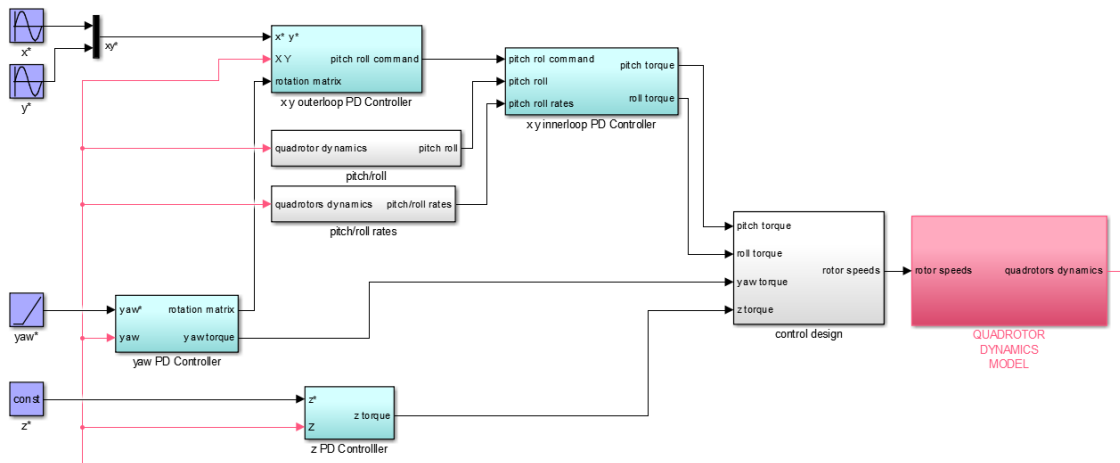 x*
y*
xy*
x* y*
X Y
rotation matrix
pitch roll command
x y outerloop PD Controller
pitch rol command
pitch roll
pitch roll rates
pitch torque
roll torque
x y innerloop PD Controller
quadrotor dynamics
pitch roll
pitch/roll
quadrotors dynamics
pitch/roll rates
pitch/roll rates
pitch torque
roll torque
yaw torque
z torque
rotor speeds
control design
rotor speeds
quadrotors dynamics
QUADROTOR
DYNAMICS
MODEL
yaw*
yaw*
yaw
rotation matrix
yaw torque
yaw PD Controller
const
z*
z*
Z
z torque
z PD Controlller